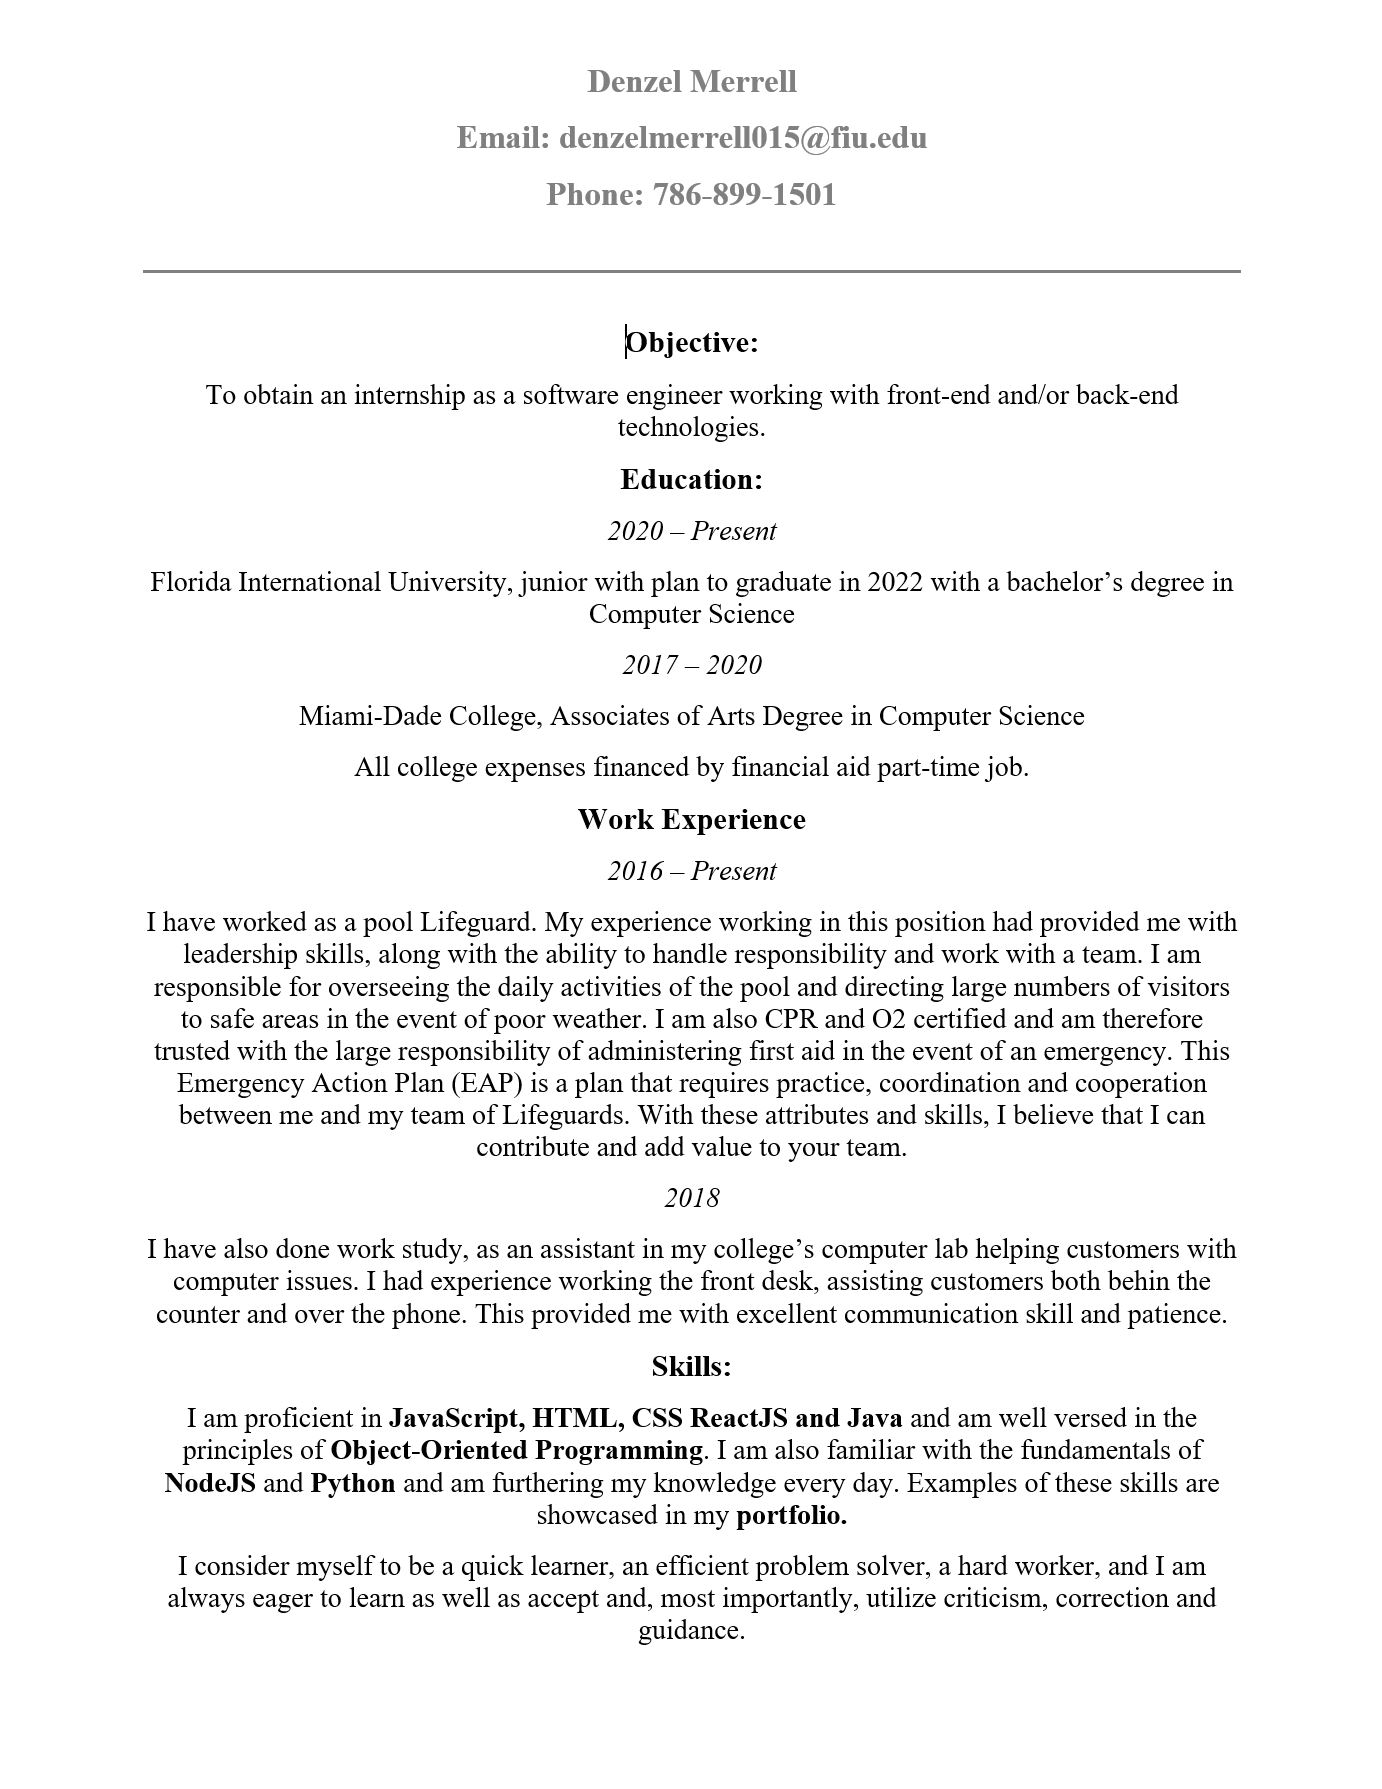 Denzel Merrell
Email: denzelmerrell015@fiu.edu
Phone: 786-899-1501
Objective:
To obtain an internship as a software engineer working with front-end and/or back-end
technologies.
Education:
2020 – Present
Florida International University, junior with plan to graduate in 2022 with a bachelor’s degree in
Computer Science
2017 – 2020
Miami-Dade College, Associates of Arts Degree in Computer Science
All college expenses financed by financial aid part-time job.
Work Experience
2016 – Present
I have worked as a pool Lifeguard. My experience working in this position had provided me with
leadership skills, along with the ability to handle responsibility and work with a team. I am
responsible for overseeing the daily activities of the pool and directing large numbers of visitors
to safe areas in the event of poor weather. I am also CPR and O2 certified and am therefore
trusted with the large responsibility of administering first aid in the event of an emergency. This
Emergency Action Plan (EAP) is a plan that requires practice, coordination and cooperation
between me and my team of Lifeguards. With these attributes and skills, I believe that I can
contribute and add value to your team.
2018
I have also done work study, as an assistant in my college’s computer lab helping customers with
computer issues. I had experience working the front desk, assisting customers both behin the
counter and over the phone. This provided me with excellent communication skill and patience.
Skills:
I am proficient in JavaScript, HTML, CSS ReactJS and Java and am well versed in the
principles of Object-Oriented Programming. I am also familiar with the fundamentals of
NodeJS and Python and am furthering my knowledge every day. Examples of these skills are
showcased in my portfolio.
I consider myself to be a quick learner, an efficient problem solver, a hard worker, and I am
always eager to learn as well as accept and, most importantly, utilize criticism, correction and
guidance.